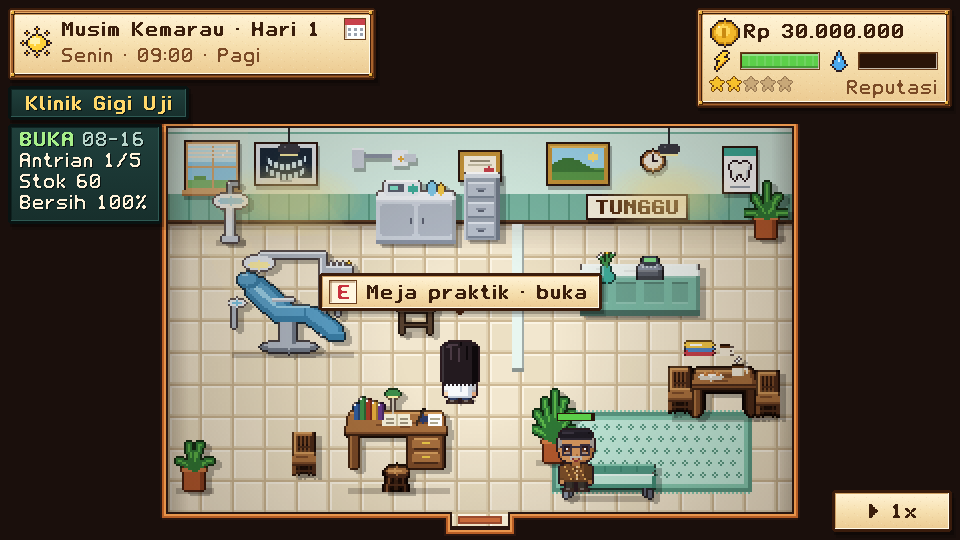 Musim Kemarau · Hari 1
Senin · 09:00 · Pagi
Rp 30.000.000
Reputasi
Klinik Gigi Uji
BUKA 08-16
Antrian 1/5
Stok 60
Bersih 100%
TUNGGU
E Meja praktik · buka
1x